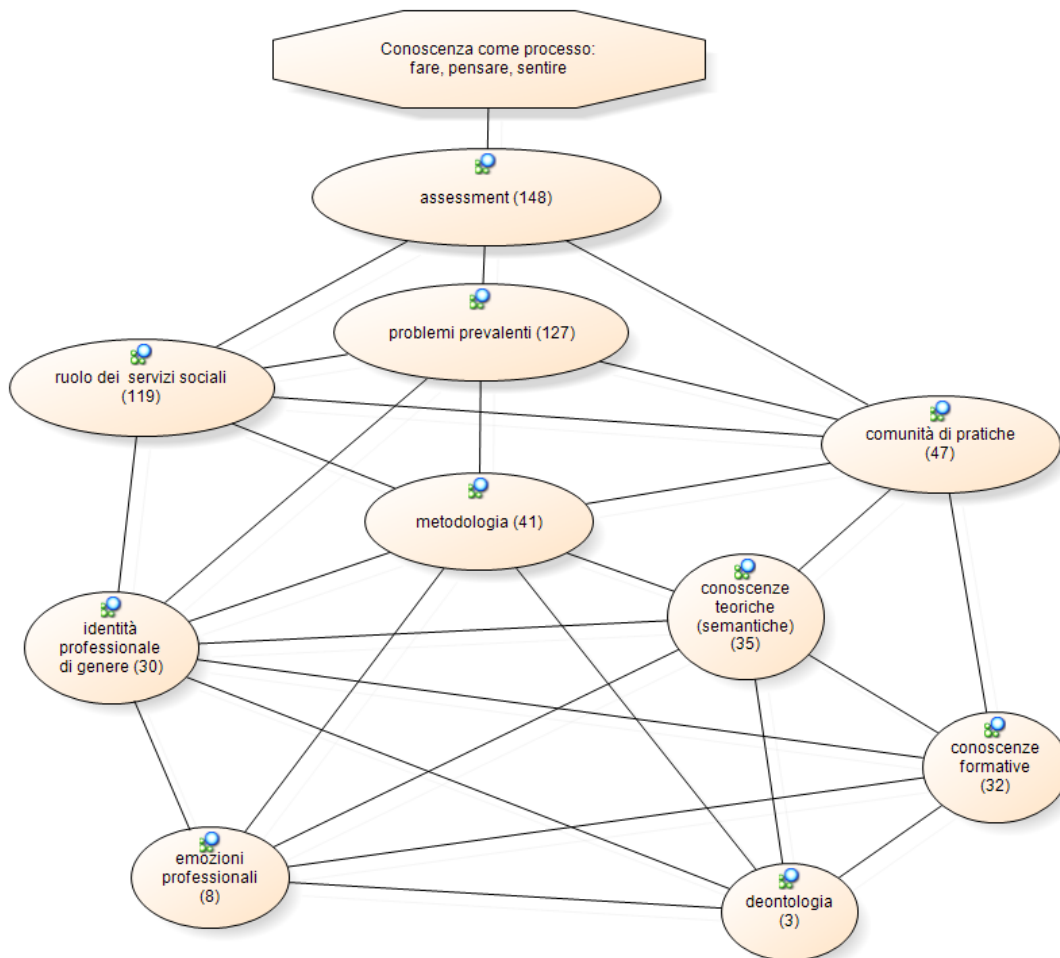 Conoscenza come processo:
fare, pensare, sentire
assessment (148)
problemi prevalenti (127)
ruolo dei servizi sociali
(119)
comunità di pratiche
(47)
metodologia (41)
conoscenze
teoriche
(semantiche)
(35)
identità
professionale
di genere (30)
conoscenze
formative
(32)
emozioni
professionali
(8)
deontologia
(3)